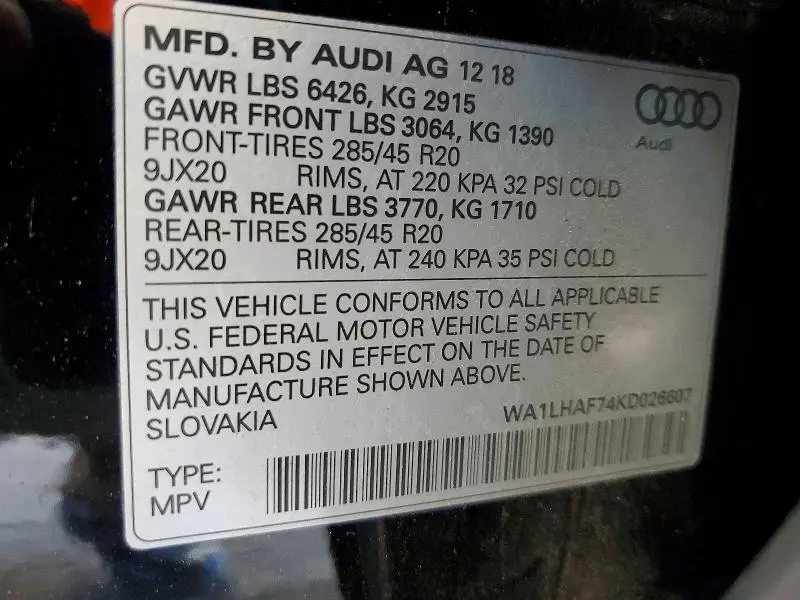 MFD. BY AUDI AG 12 18
GVWR LBS 6426, KG 2915
GAWR FRONT LBS 3064, KG 1390
FRONT-TIRES 285/45 R20
9JX20 RIMS, AT 220 KPA 32 PSI COLD
GAWR REAR LBS 3770, KG 1710
REAR-TIRES 285/45 R20
9JX20 RIMS, AT 240 KPA 35 PSI COLD
Audi
THIS VEHICLE CONFORMS TO ALL APPLICABLE
U.S. FEDERAL MOTOR VEHICLE SAFETY
STANDARDS IN EFFECT ON THE DATE OF
MANUFACTURE SHOWN ABOVE.
SLOVAKIA
WA1LHAF74KD026607
TYPE:
MPV